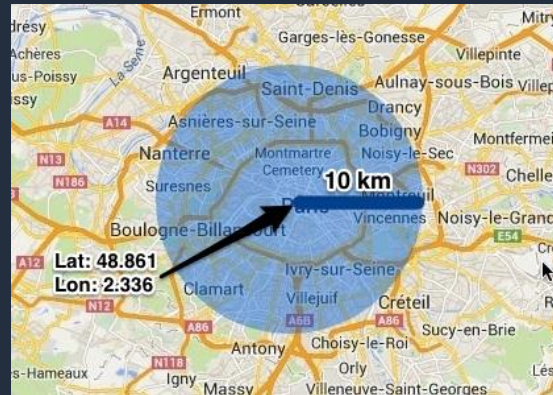 Ermont
Garges-lès-Gonesse
Mitry
Achères
La Seine
Villepinte
us-Poissy
Argenteuil
Saint-Denis
Aulnay-sous-Bois
Villep
ssy
Drancy
A14
Asnières-sur-Seine
Bobigny
Montfermei
N13
Nanterre
Montmartre
Cemetery
Noisy-le-Sec
N302
Chelle
N186
Suresnes
10 km
Montreuil
Paris
Vincennes
Noisy-le-Grand
Boulogne-Billancourt
E54
A12
Lat: 48.861
Lon: 2.336
Ivry-sur-Seine
N12
Clamart
Villejuif
Créteil
A86
A6B
A86
Sucy-en-Brie
Antony
Choisy-le-Roi
N118
Orly
s-Hameaux
Igny
Massy
Villeneuve-Saint-Georges